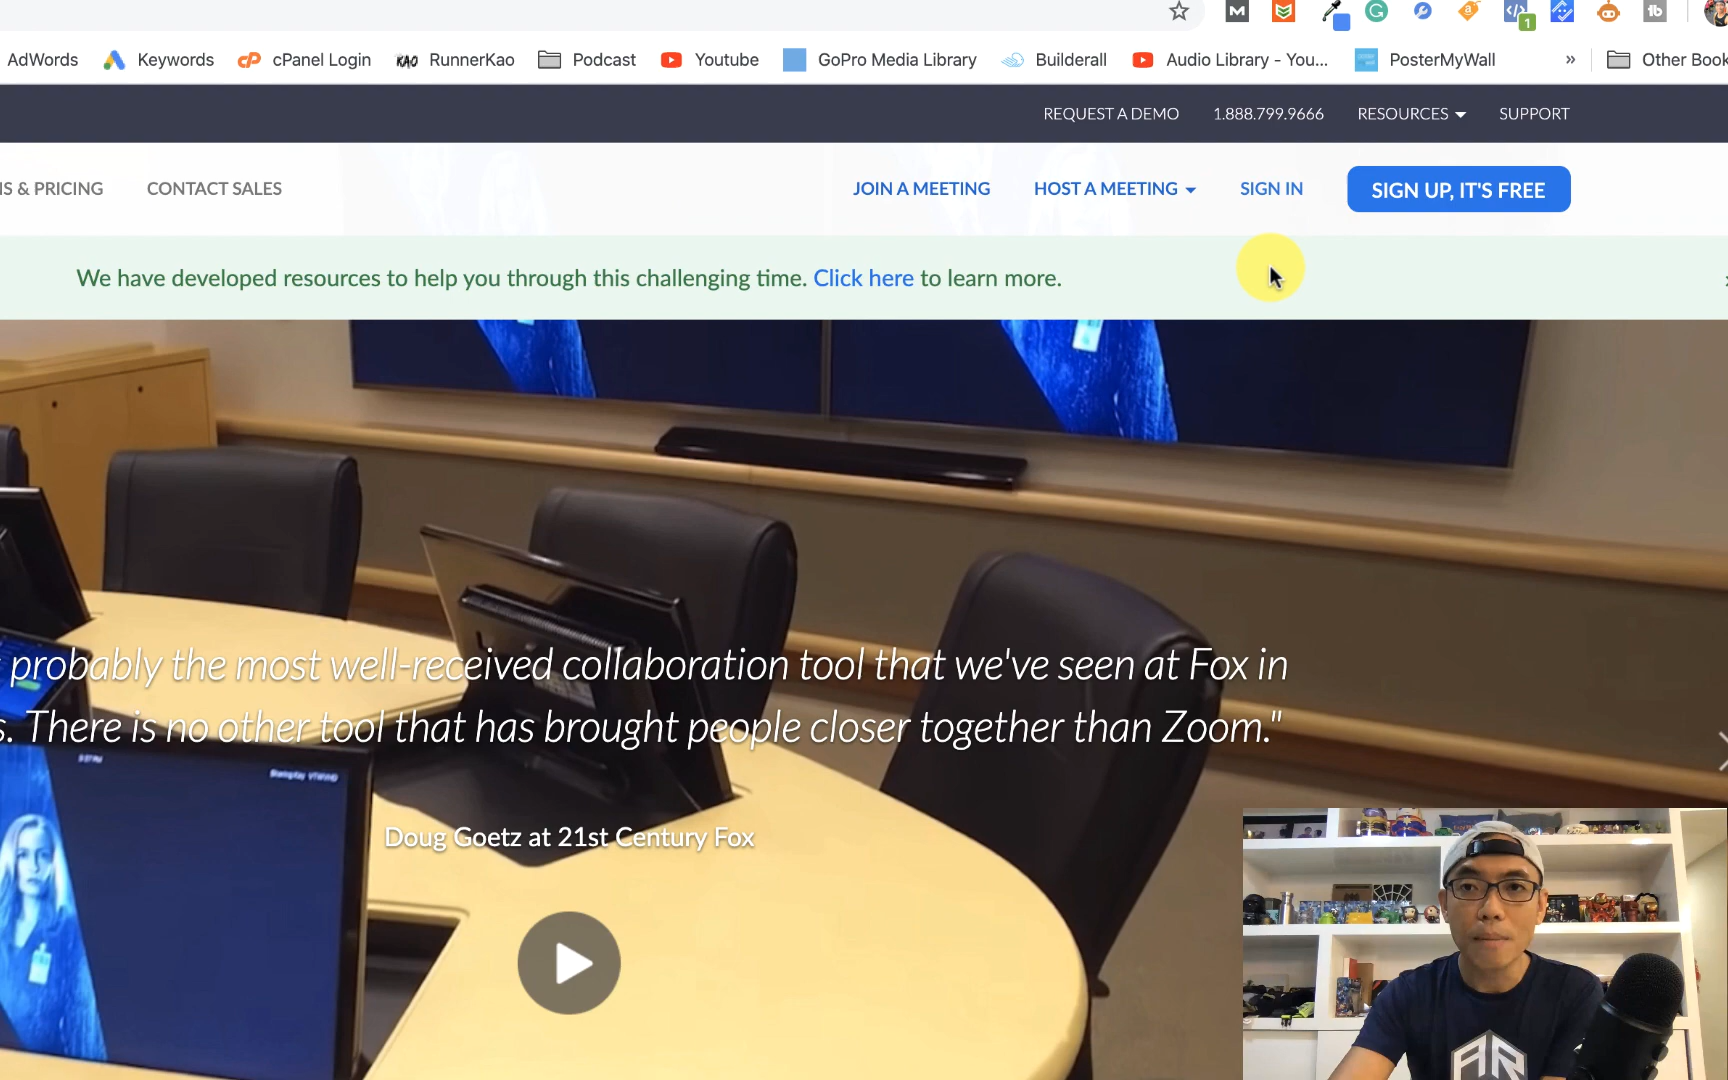 AdWords Keywords cPanel Login RunnerKao Podcast Youtube GoPro Media Library Builderall Audio Library - You... PosterMyWall » Other Book
REQUEST A DEMO 1.888.799.9666 RESOURCES SUPPORT
S & PRICING CONTACT SALES JOIN A MEETING HOST A MEETING SIGN IN SIGN UP, IT'S FREE
We have developed resources to help you through this challenging time. Click here to learn more.
probably the most well-received collaboration tool that we've seen at Fox in
s. There is no other tool that has brought people closer together than Zoom."
Doug Goetz at 21st Century Fox
AR